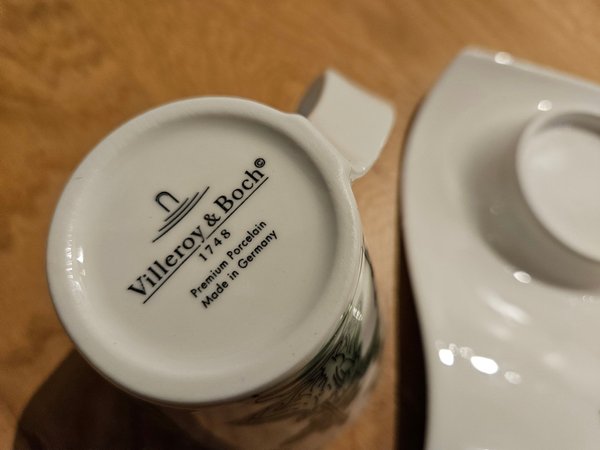 Villeroy & Boch©
1748
Premium Porcelain
Made in Germany